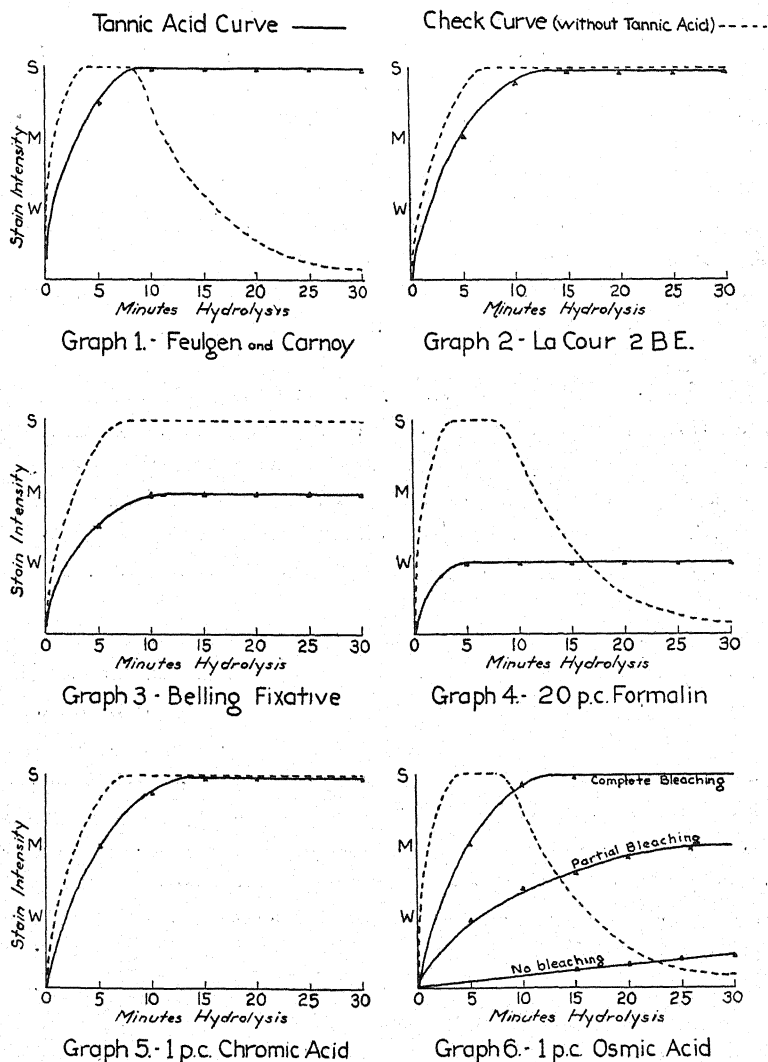 Tannic Acid Curve
Check Curve (without Tannic Acid)
S
M
W
Stain Intensity
0 5 10 15 20 25 30
Minutes Hydrolysis
Graph 1.- Feulgen and Carnoy
S
M
W
0 5 10 15 20 25 30
Minutes Hydrolysis
Graph 2 - La Cour 2 B E.
S
M
W
Stain Intensity
0 5 10 15 20 25 30
Minutes Hydrolysis
Graph 3 - Belling Fixative
S
M
W
0 5 10 15 20 25 30
Minutes Hydrolysis
Graph 4.- 20 p.c. Formalin
S
M
W
Stain Intensity
0 5 10 15 20 25 30
Minutes Hydrolysis
Graph 5.- 1 p.c. Chromic Acid
S
M
W
Complete Bleaching
Partial Bleaching
No bleaching
0 5 10 15 20 25 30
Minutes Hydrolysis
Graph 6.- 1 p.c. Osmic Acid